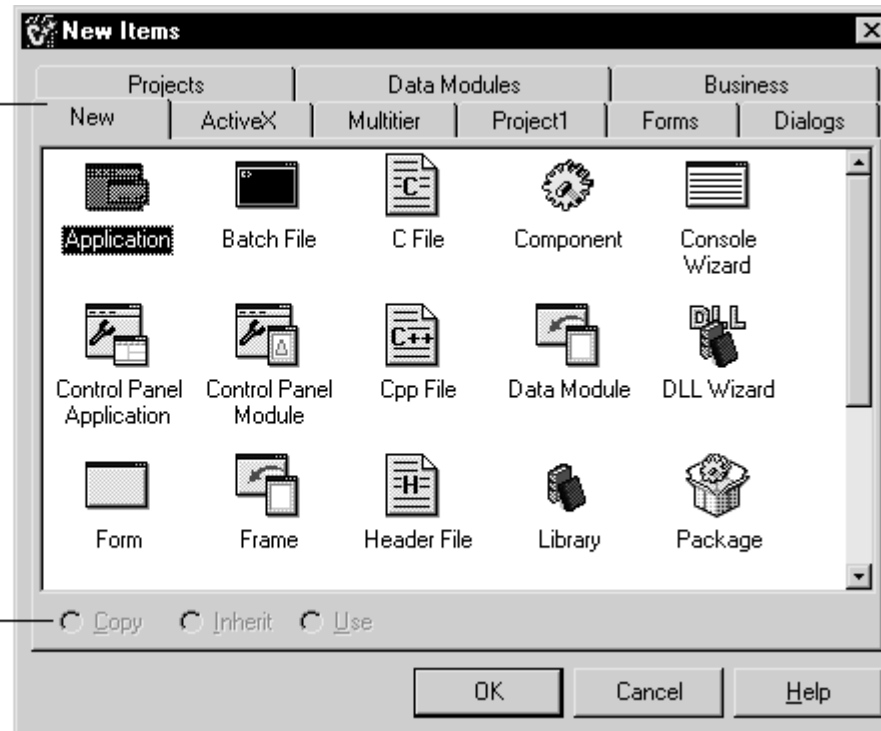 New Items
Projects Data Modules Business
New ActiveX Multitier Project1 Forms Dialogs
C
Application Batch File C File Component Console
Wizard
C++ DLL
Control Panel Control Panel Cpp File Data Module DLL Wizard
Application Module
H
Form Frame Header File Library Package
Copy Inherit Use
OK Cancel Help